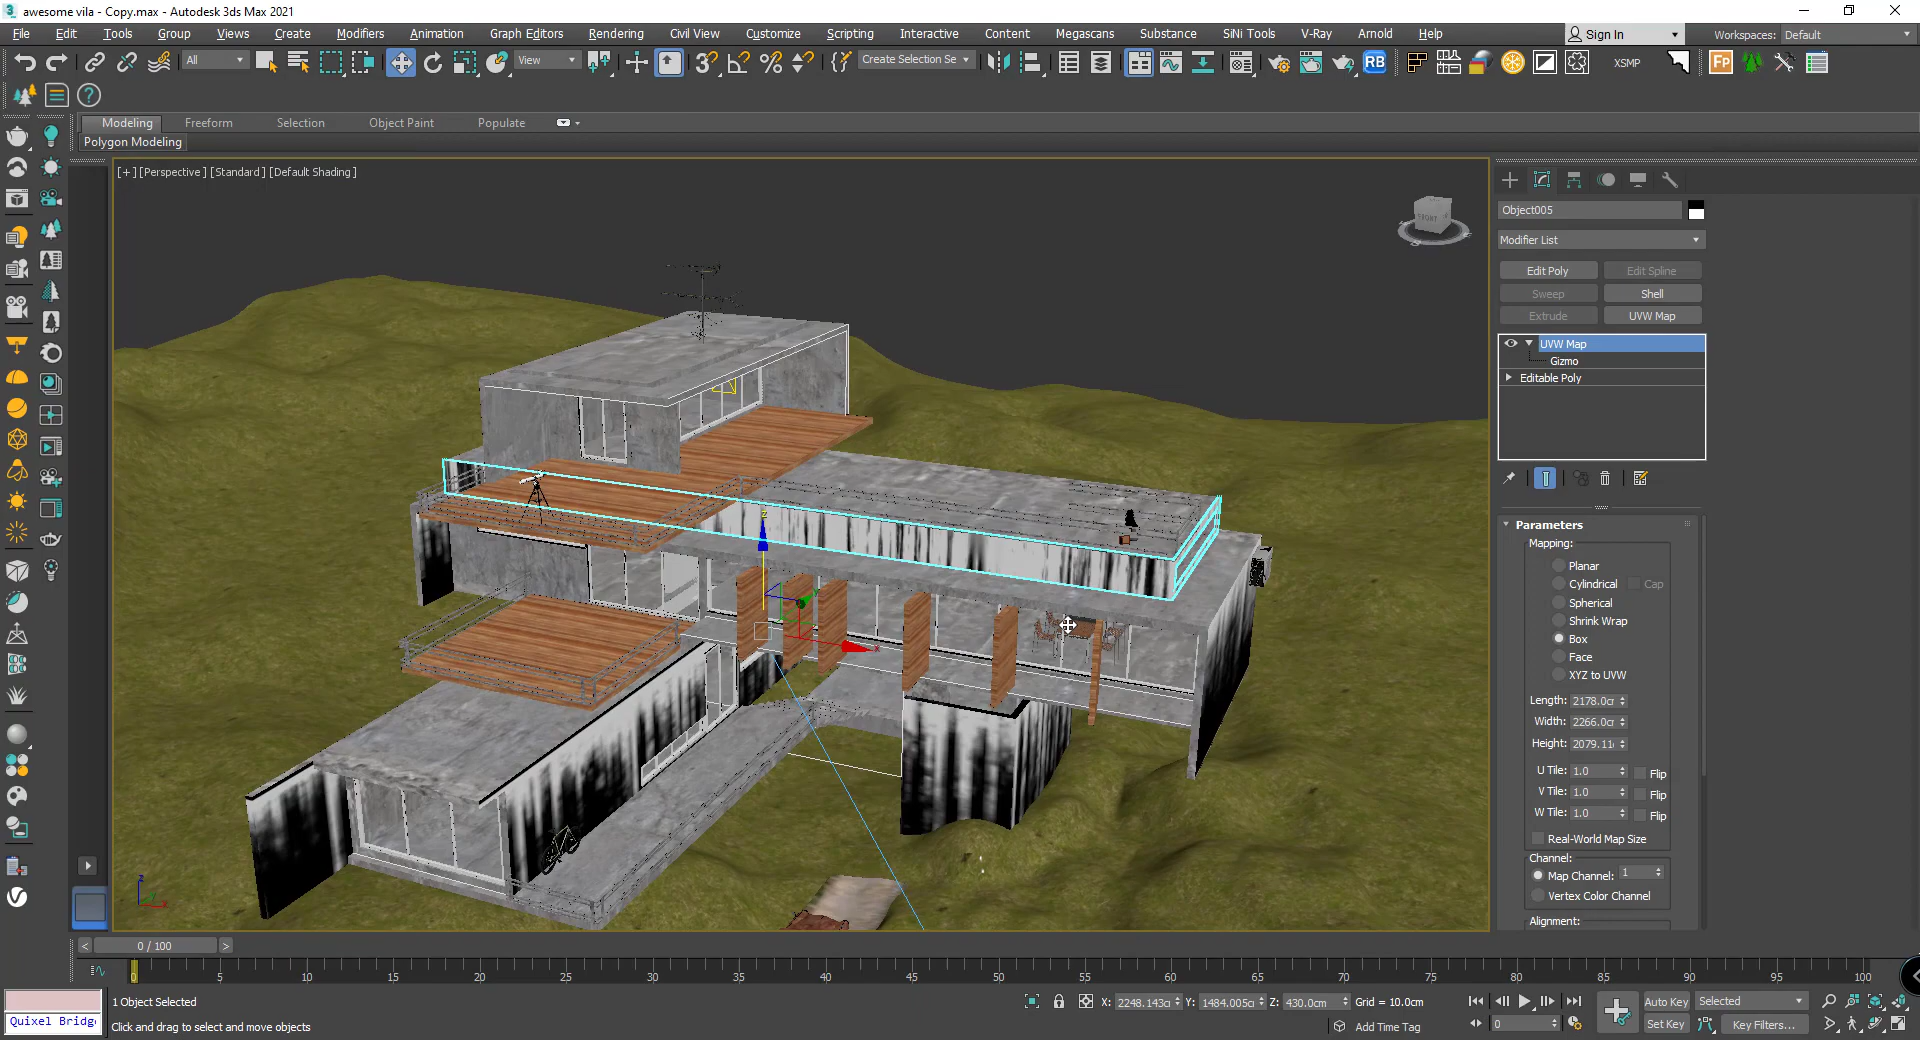 awesome vila - Copy.max - Autodesk 3ds Max 2021
File Edit Tools Group Views Create Modifiers Animation Graph Editors Rendering Civil View Customize Scripting Interactive Content Megascans Substance SiNi Tools V-Ray Arnold Help Sign In Workspaces: Default
All View Create Selection Se RB XSMP Fp
Modeling Freeform Selection Object Paint Populate
Polygon Modeling
[+] [Perspective] [Standard] [Default Shading]
FRONT
Object005
Modifier List
Edit Poly Edit Spline
Sweep Shell
Extrude UVW Map
UVW Map
Gizmo
Editable Poly
Parameters
Mapping:
Planar
Cylindrical Cap
Spherical
Shrink Wrap
Box
Face
XYZ to UVW
Length: 2178.0cr
Width: 2266.0cr
Height: 2079.11
U Tile: 1.0 Flip
V Tile: 1.0 Flip
W Tile: 1.0 Flip
Real-World Map Size
Channel:
Map Channel: 1
Vertex Color Channel
Alignment:
z
x
z
x
< 0 / 100 >
0 5 10 15 20 25 30 35 40 45 50 55 60 65 70 75 80 85 90 95 100
1 Object Selected X: 2248.143cr Y: 1484.005cr Z: 430.0cm Grid = 10.0cm Auto Key Selected
Quixel Bridge Click and drag to select and move objects Add Time Tag 0 Set Key Key Filters...